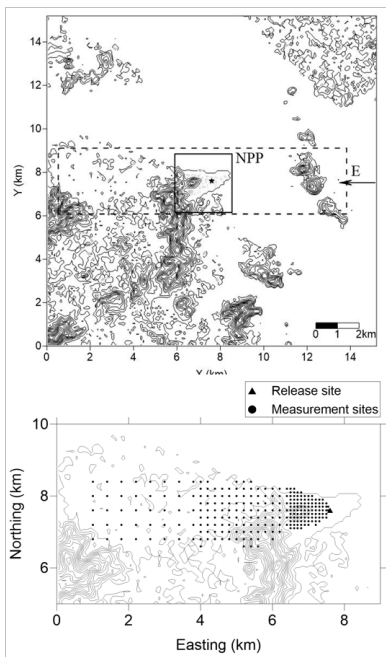 14
12
10
8
6
4
2
0
Y (km)
NPP
E
0 2 4 6 8 10 12 14
X (km)
0 1 2km
Release site
Measurement sites
10
8
6
Northing (km)
0 2 4 6 8
Easting (km)